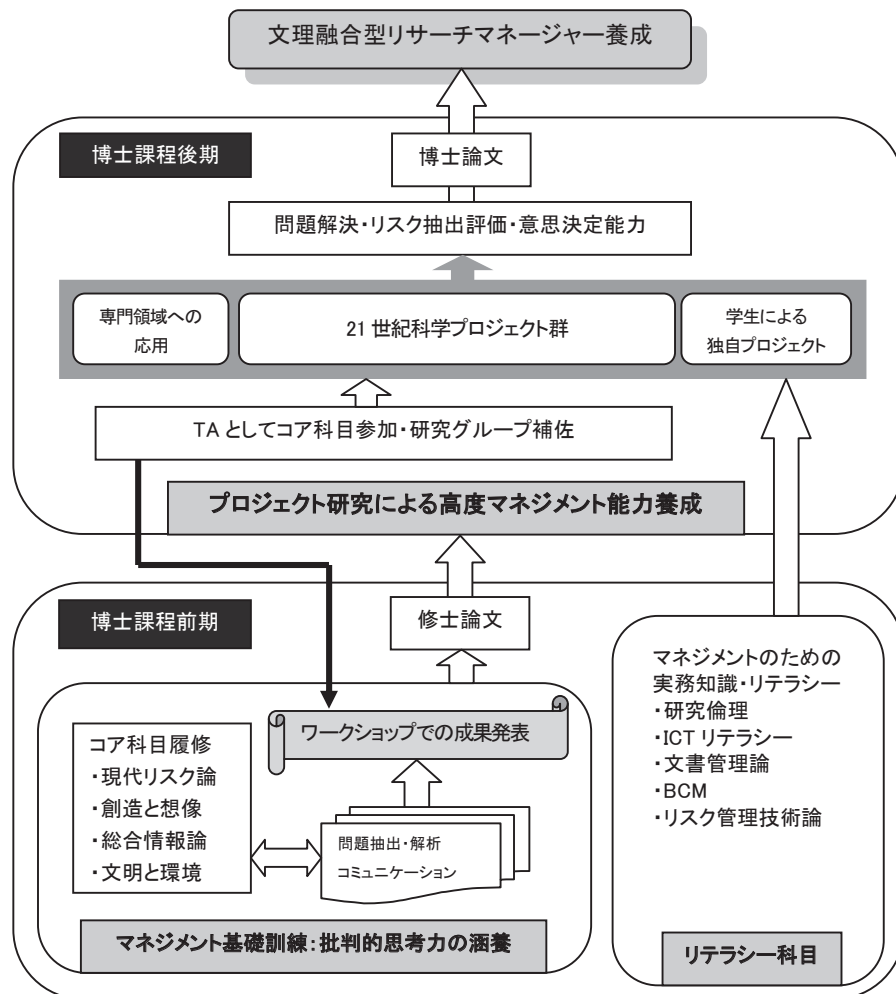 文理融合型リサーチマネージャー養成
博士課程後期
博士論文
問題解決・リスク抽出評価・意思決定能力
専門領域への
応用
21世紀科学プロジェクト群
学生による
独自プロジェクト
TAとしてコア科目参加・研究グループ補佐
プロジェクト研究による高度マネジメント能力養成
博士課程前期
修士論文
ワークショップでの成果発表
コア科目履修
・現代リスク論
・創造と想像
・総合情報論
・文明と環境
問題抽出・解析
コミュニケーション
マネジメント基礎訓練:批判的思考力の涵養
マネジメントのための
実務知識・リテラシー
・研究倫理
・ICTリテラシー
・文書管理論
・BCM
・リスク管理技術論
リテラシー科目